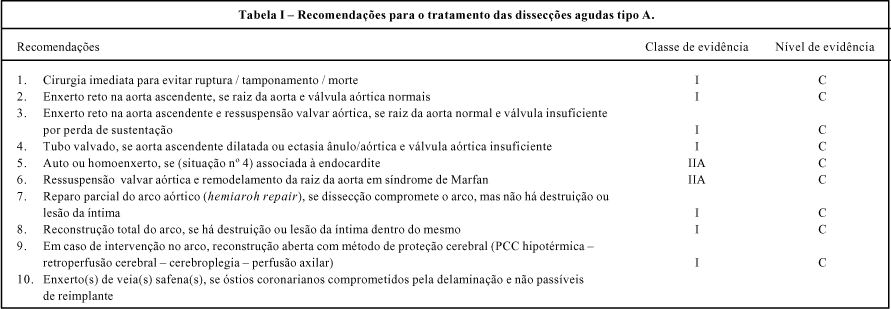 Tabela I – Recomendações para o tratamento das dissecções agudas tipo A.
Recomendações Classe de evidência Nível de evidência
1. Cirurgia imediata para evitar ruptura / tamponamento / morte I C
2. Enxerto reto na aorta ascendente, se raiz da aorta e válvula aórtica normais I C
3. Enxerto reto na aorta ascendente e ressuspensão valvar aórtica, se raiz da aorta normal e válvula insuficiente
por perda de sustentação I C
4. Tubo valvado, se aorta ascendente dilatada ou ectasia ânulo/aórtica e válvula aórtica insuficiente I C
5. Auto ou homoenxerto, se (situação nº 4) associada à endocardite IIA C
6. Ressuspensão valvar aórtica e remodelamento da raiz da aorta em síndrome de Marfan IIA C
7. Reparo parcial do arco aórtico (hemiaroh repair), se dissecção compromete o arco, mas não há destruição ou
lesão da íntima I C
8. Reconstrução total do arco, se há destruição ou lesão da íntima dentro do mesmo I C
9. Em caso de intervenção no arco, reconstrução aberta com método de proteção cerebral (PCC hipotérmica –
retroperfusão cerebral – cerebroplegia – perfusão axilar) I C
10. Enxerto(s) de veia(s) safena(s), se óstios coronarianos comprometidos pela delaminação e não passíveis
de reimplante